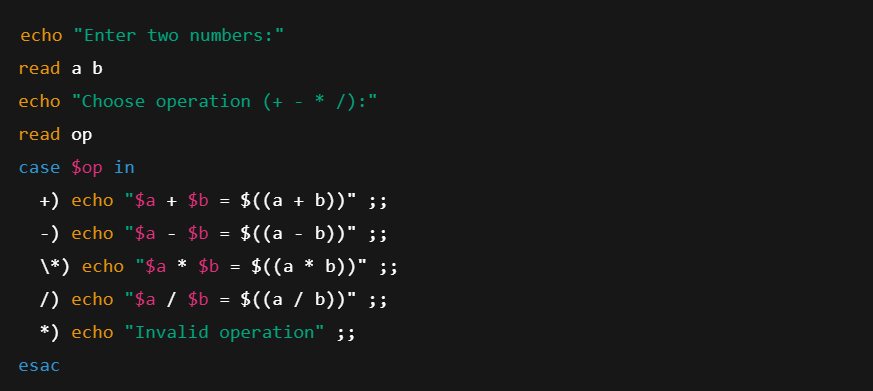 echo "Enter two numbers:"
read a b
echo "Choose operation (+ - * /):"
read op
case $op in
  +) echo "$a + $b = $((a + b))" ;;
  -) echo "$a - $b = $((a - b))" ;;
  \*) echo "$a * $b = $((a * b))" ;;
  /) echo "$a / $b = $((a / b))" ;;
  *) echo "Invalid operation" ;;
esac